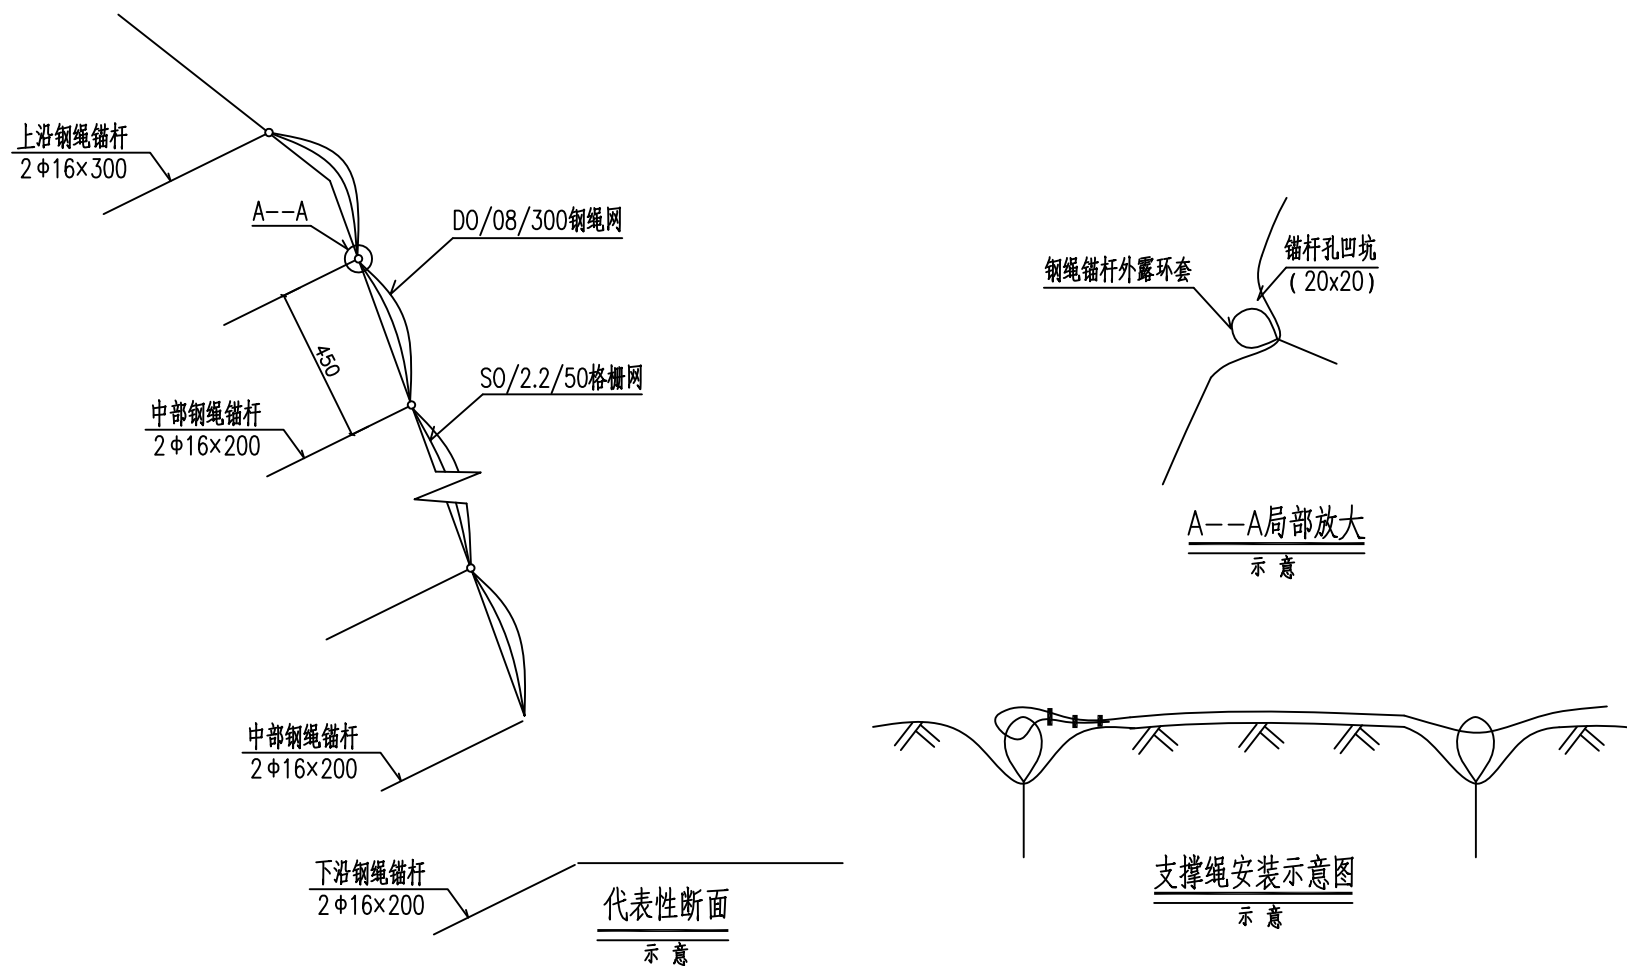 上沿钢绳锚杆
2Φ16×300
A--A
DO/08/300钢绳网
450
SO/2.2/50格栅网
中部钢绳锚杆
2Φ16×200
中部钢绳锚杆
2Φ16×200
下沿钢绳锚杆
2Φ16×200
代表性断面
示 意
钢绳锚杆外露环套
锚杆孔凹坑
(20x20)
A--A局部放大
示 意
支撑绳安装示意图
示 意